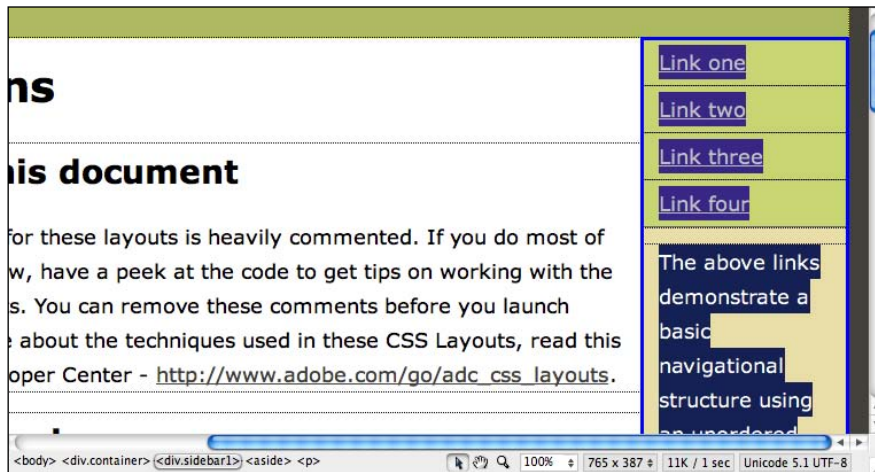 ns
his document
for these layouts is heavily commented. If you do most of
w, have a peek at the code to get tips on working with the
s. You can remove these comments before you launch
about the techniques used in these CSS Layouts, read this
oper Center - http://www.adobe.com/go/adc_css_layouts.
Link one
Link two
Link three
Link four
The above links
demonstrate a
basic
navigational
structure using
an unordered
<body> <div.container> <div.sidebar1> <aside> <p>
100% 765 x 387 11K / 1 sec Unicode 5.1 UTF-8